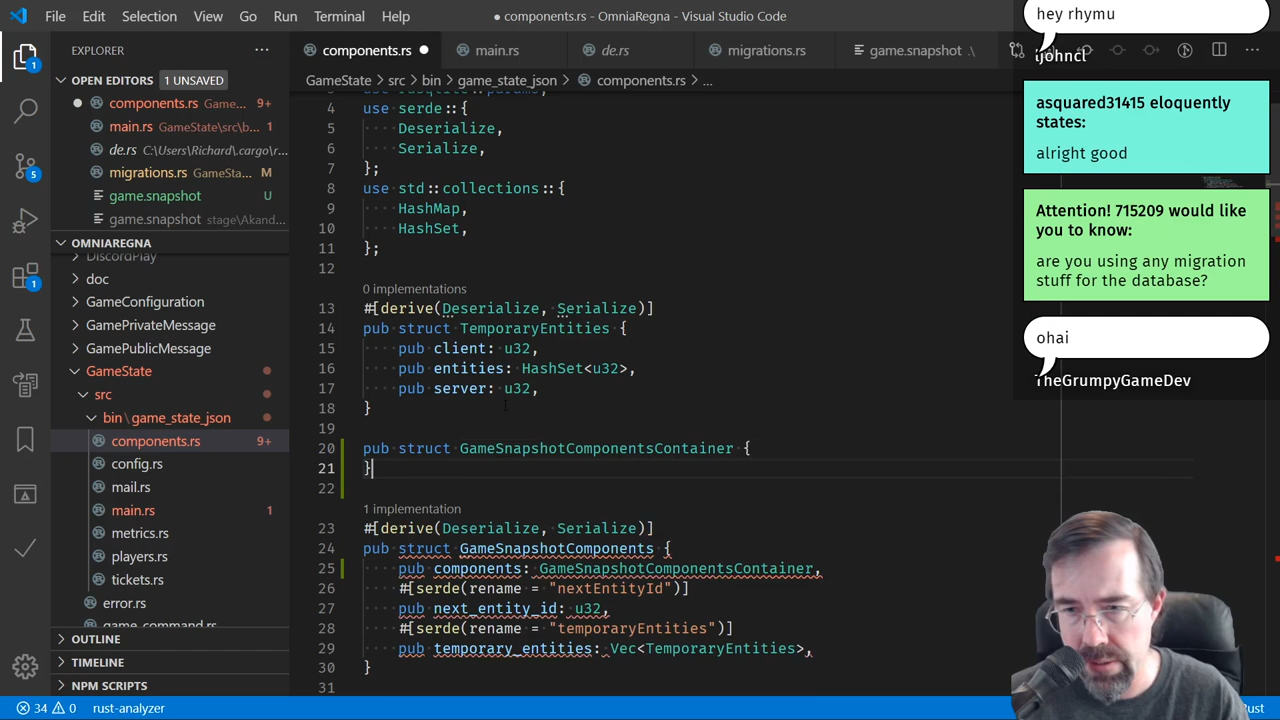 File Edit Selection View Go Run Terminal Help
● components.rs - OmniaRegna - Visual Studio Code
EXPLORER
OPEN EDITORS 1 UNSAVED
components.rs Game... 9+
main.rs GameState\src\b... 1
de.rs C:\Users\Richard\.cargo\r...
migrations.rs GameSta... M
game.snapshot U
game.snapshot stage\Akand...
OMNIAREGNA
DiscordPlay
doc
GameConfiguration
GamePrivateMessage
GamePublicMessage
GameState
src
bin\game_state_json
components.rs 9+
config.rs
mail.rs
main.rs 1
metrics.rs
players.rs
tickets.rs
error.rs
game_command.rs
OUTLINE
TIMELINE
NPM SCRIPTS
1
5
1
components.rs
main.rs
de.rs
migrations.rs
game.snapshot .\
GameState > src > bin > game_state_json > components.rs > ...
3 use rusqlite::params;
4 use serde::{
5 Deserialize,
6 Serialize,
7 };
8 use std::collections::{
9 HashMap,
10 HashSet,
11 };
12
0 implementations
13 #[derive(Deserialize, Serialize)]
14 pub struct TemporaryEntities {
15 pub client: u32,
16 pub entities: HashSet<u32>,
17 pub server: u32,
18 }
19
20 pub struct GameSnapshotComponentsContainer {
21 }
22
1 implementation
23 #[derive(Deserialize, Serialize)]
24 pub struct GameSnapshotComponents {
25 pub components: GameSnapshotComponentsContainer,
26 #[serde(rename = "nextEntityId")]
27 pub next_entity_id: u32,
28 #[serde(rename = "temporaryEntities")]
29 pub temporary_entities: Vec<TemporaryEntities>,
30 }
31
hey rhymu
ijohncl
asquared31415 eloquently
states:
alright good
Attention! 715209 would like
you to know:
are you using any migration
stuff for the database?
ohai
TheGrumpyGameDev
34 0 rust-analyzer
Rust